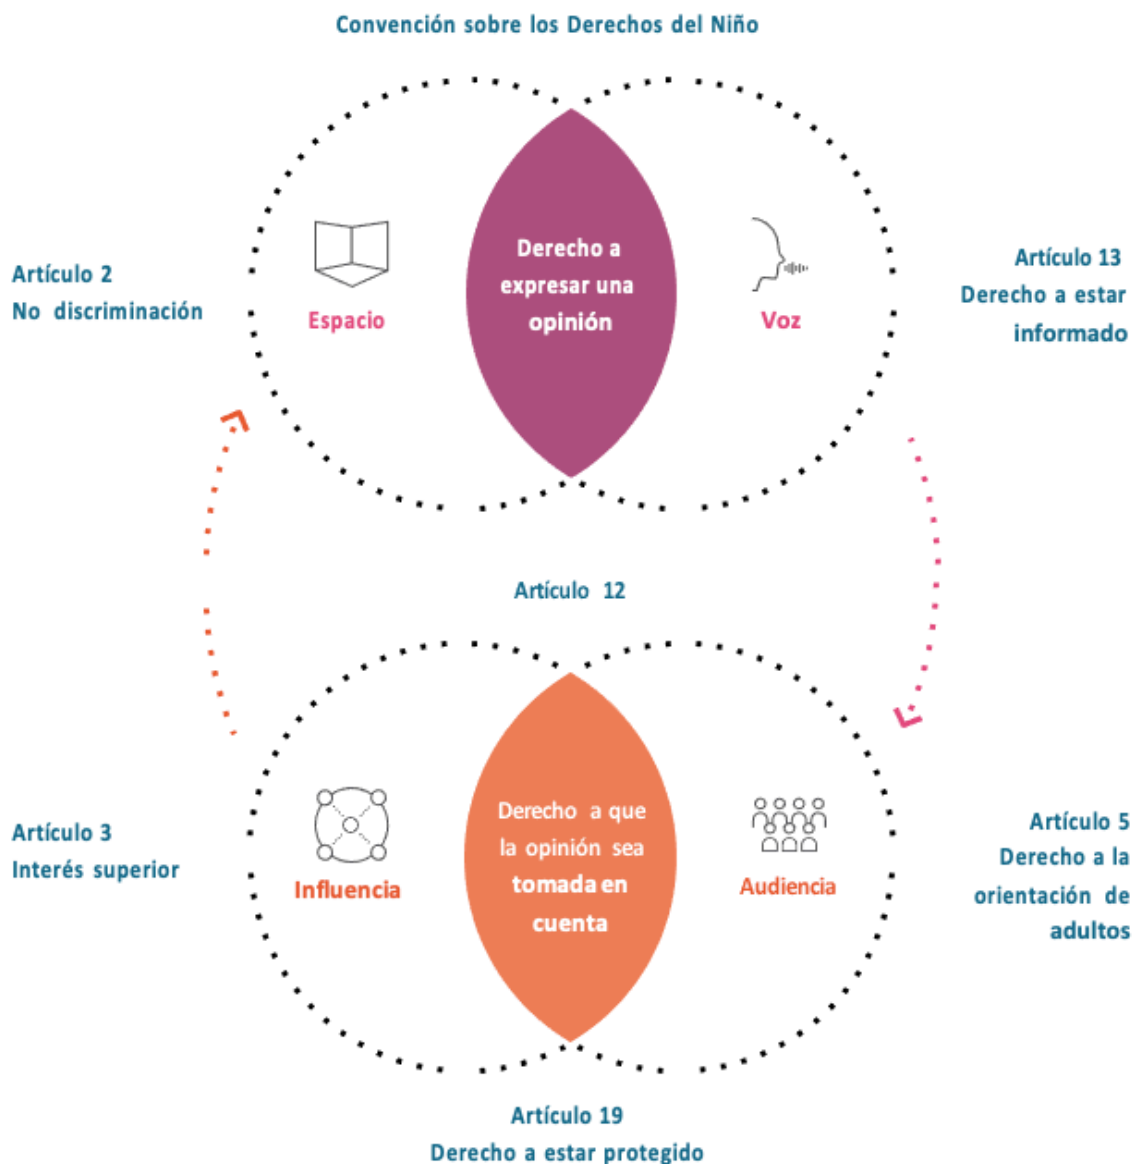 Convención sobre los Derechos del Niño
Artículo 2
No discriminación
Espacio
Derecho a
expresar una
opinión
Voz
Artículo 13
Derecho a estar
informado
Artículo 12
Artículo 3
Interés superior
Influencia
Derecho a que
la opinión sea
tomada en
cuenta
Audiencia
Artículo 5
Derecho a la
orientación de
adultos
Artículo 19
Derecho a estar protegido